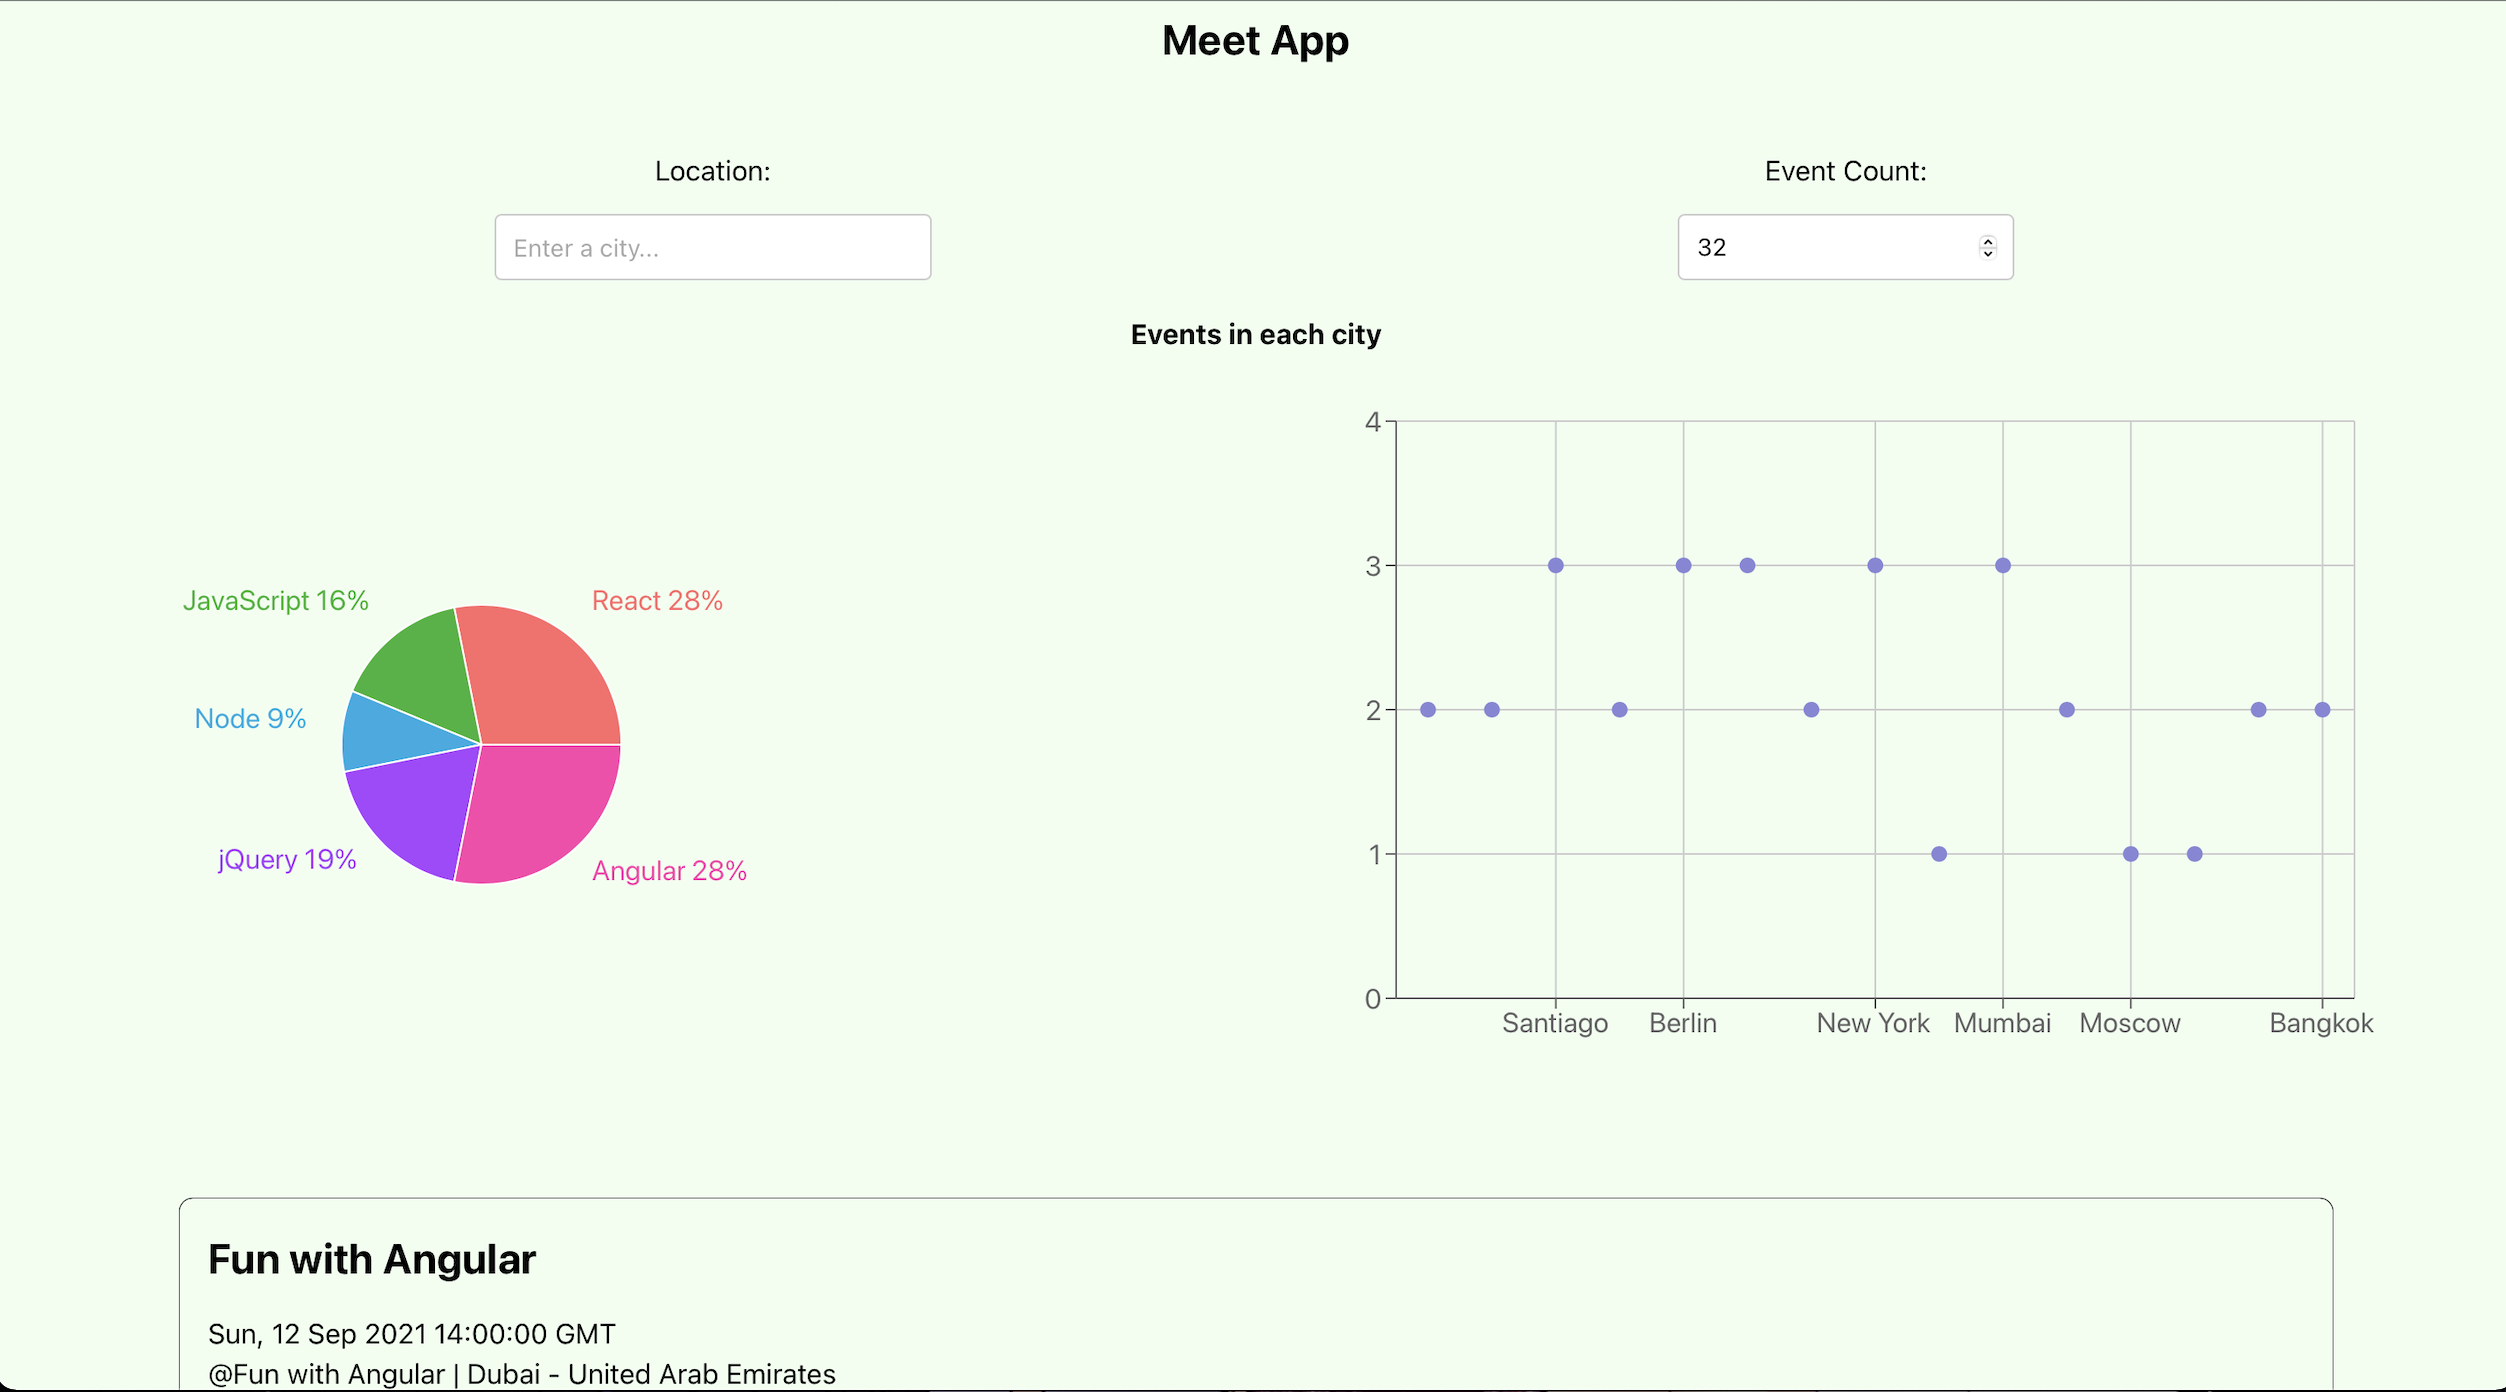 Meet App
Location:
Event Count:
Enter a city...
32
Events in each city
JavaScript 16%
React 28%
Node 9%
jQuery 19%
Angular 28%
4
3
2
1
0
Santiago
Berlin
New York
Mumbai
Moscow
Bangkok
Fun with Angular
Sun, 12 Sep 2021 14:00:00 GMT
@Fun with Angular | Dubai - United Arab Emirates